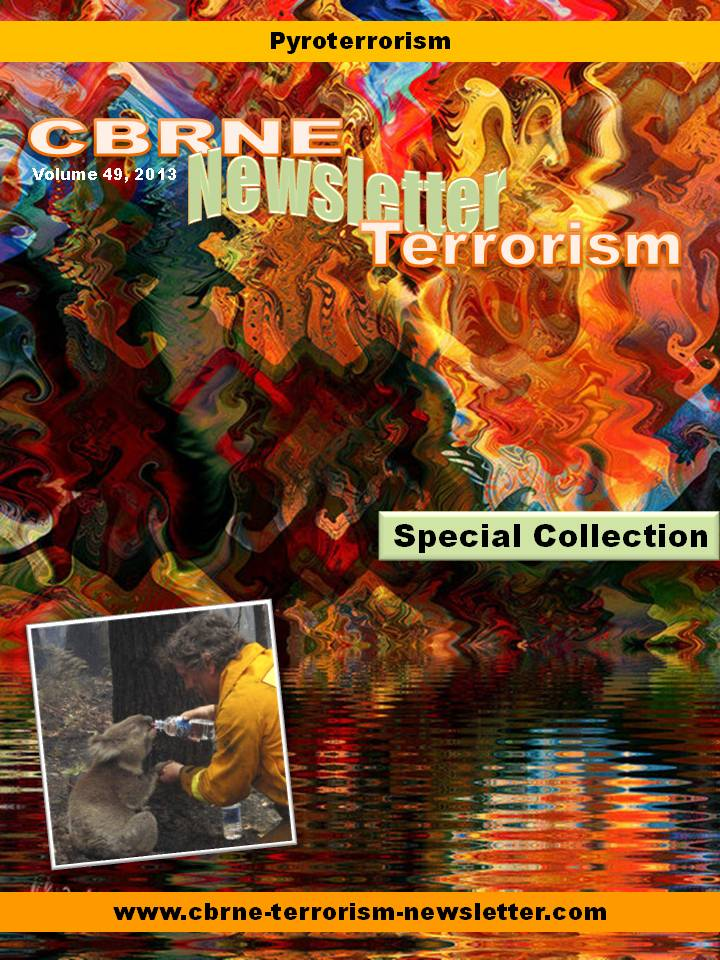 Pyroterrorism
CBRNE
Volume 49, 2013
Newsletter
Terrorism
Special Collection
www.cbrne-terrorism-newsletter.com